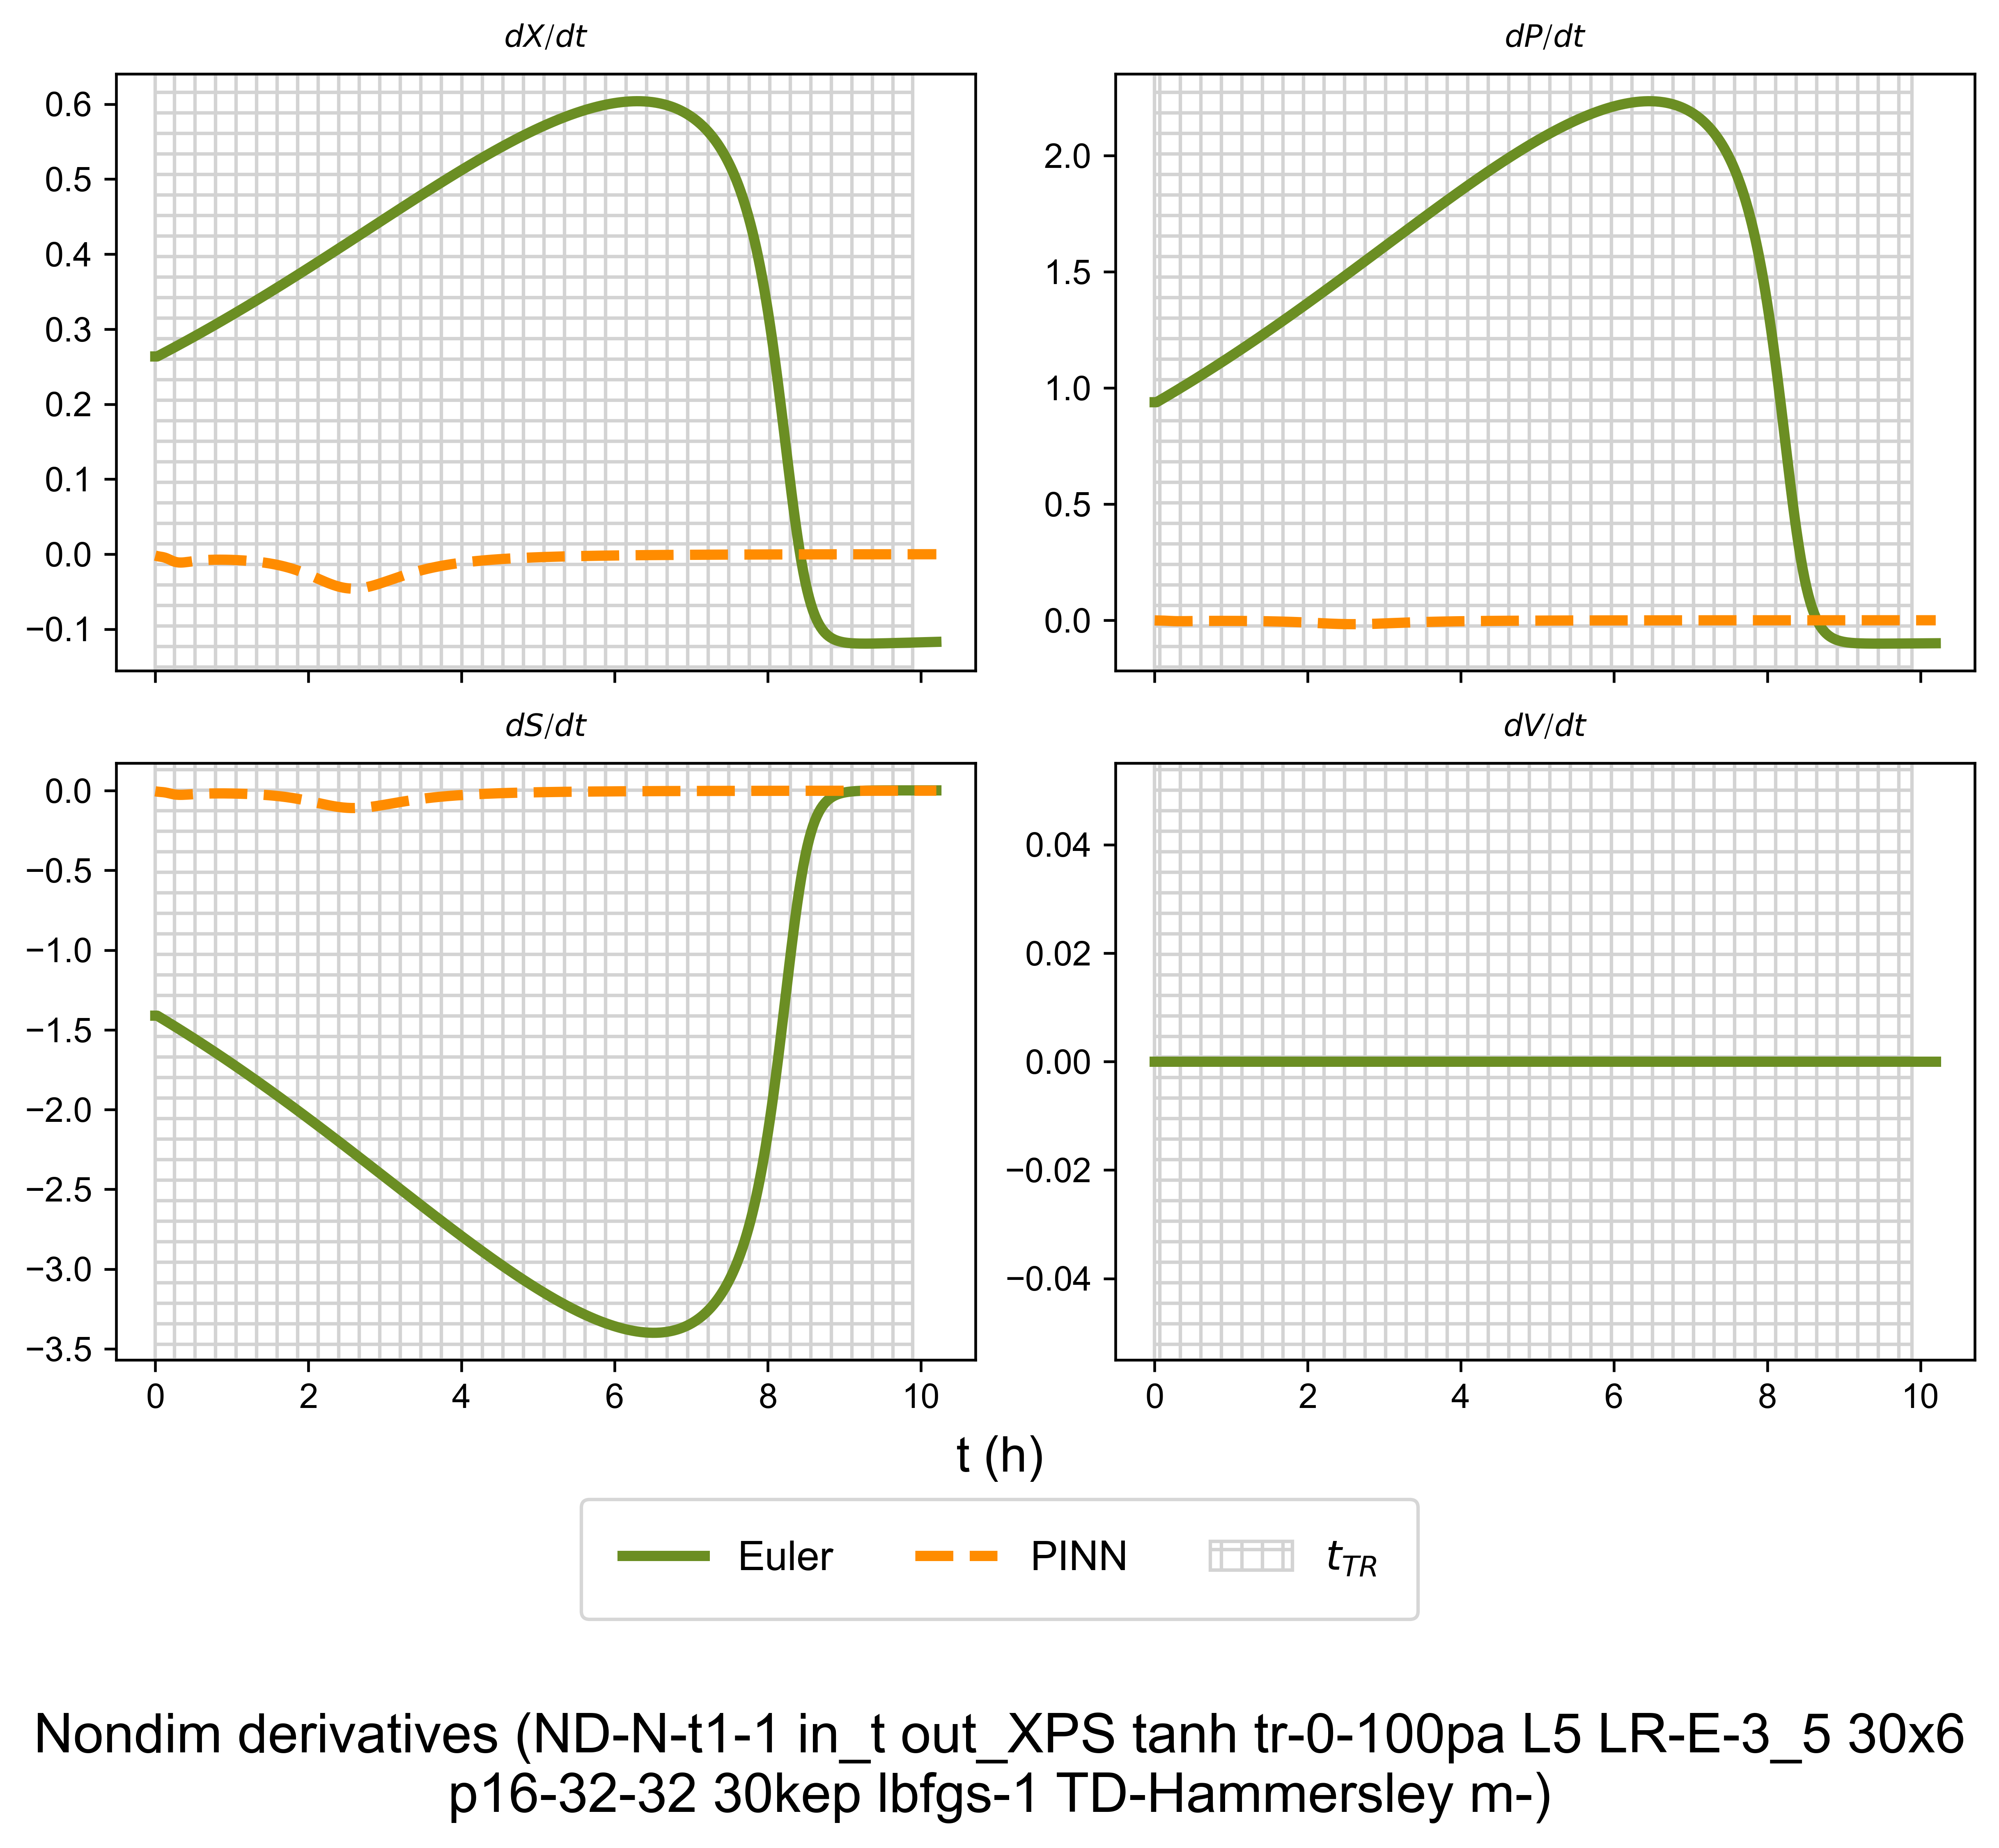 dX/dt
dP/dt
0.6
0.5
0.4
0.3
0.2
0.1
0.0
−0.1
2.0
1.5
1.0
0.5
0.0
dS/dt
dV/dt
0.0
−0.5
−1.0
−1.5
−2.0
−2.5
−3.0
−3.5
0 2 4 6 8 10
0.04
0.02
0.00
−0.02
−0.04
0 2 4 6 8 10
t (h)
Euler PINN t_TR
Nondim derivatives (ND-N-t1-1 in_t out_XPS tanh tr-0-100pa L5 LR-E-3_5 30x6
p16-32-32 30kep lbfgs-1 TD-Hammersley m-)